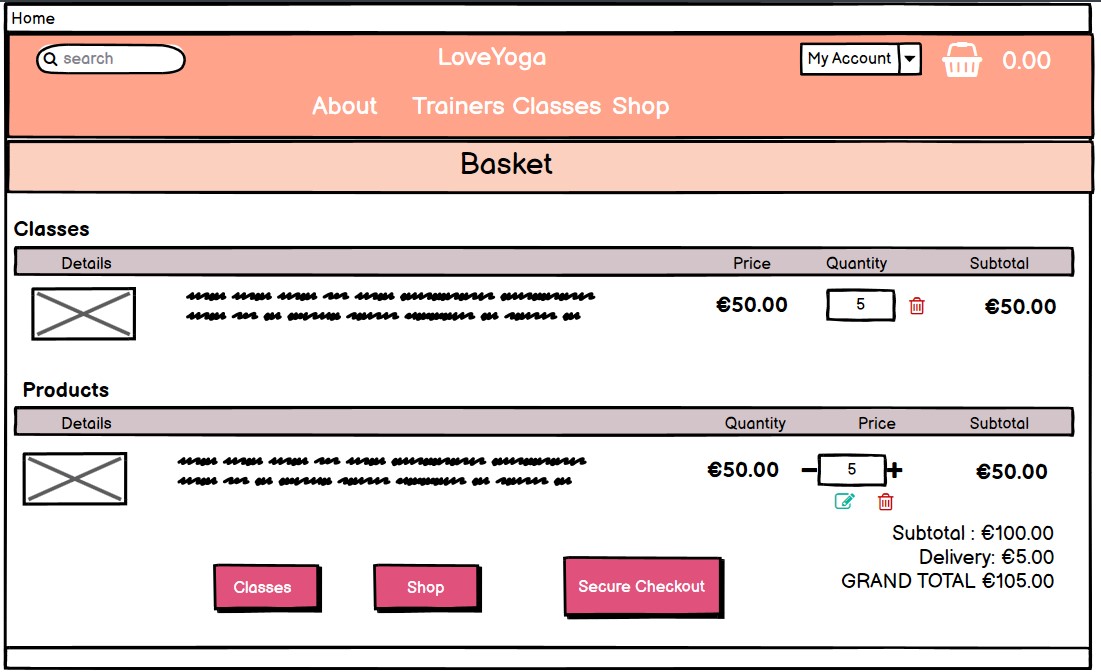 Home
search LoveYoga My Account 0.00
About Trainers Classes Shop
Basket
Classes
Details Price Quantity Subtotal
€50.00 5 €50.00
Products
Details Quantity Price Subtotal
€50.00 − 5 + €50.00
Subtotal : €100.00
Delivery: €5.00
GRAND TOTAL €105.00
Classes Shop Secure Checkout